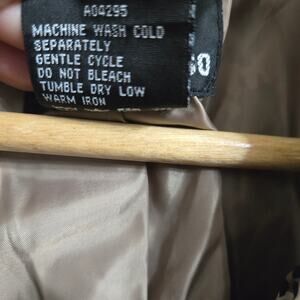 A04295
MACHINE WASH COLD
SEPARATELY
GENTLE CYCLE
DO NOT BLEACH
TUMBLE DRY LOW
WARM IRON